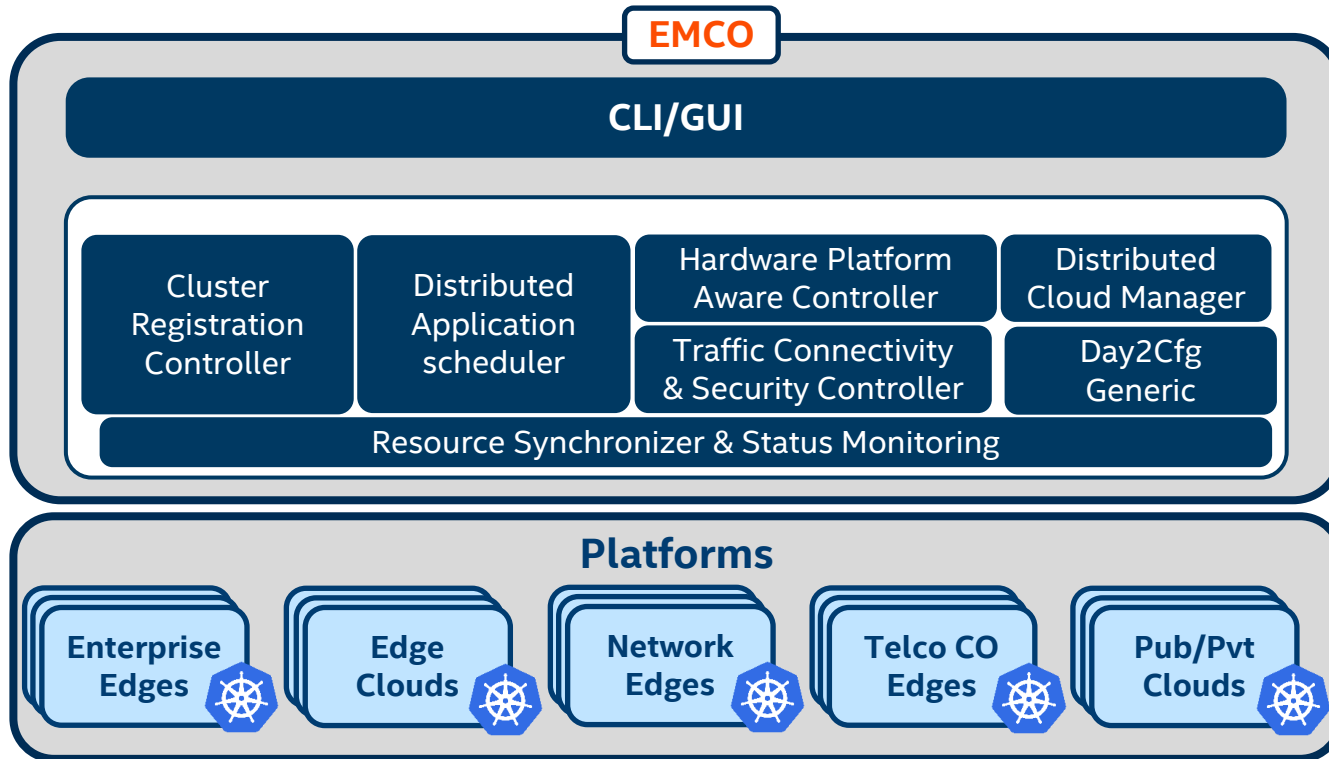 EMCO
CLI/GUI
Cluster
Registration
Controller
Distributed
Application
scheduler
Hardware Platform
Aware Controller
Distributed
Cloud Manager
Traffic Connectivity
& Security Controller
Day2Cfg
Generic
Resource Synchronizer & Status Monitoring
Platforms
Enterprise
Edges
Edge
Clouds
Network
Edges
Telco CO
Edges
Pub/Pvt
Clouds